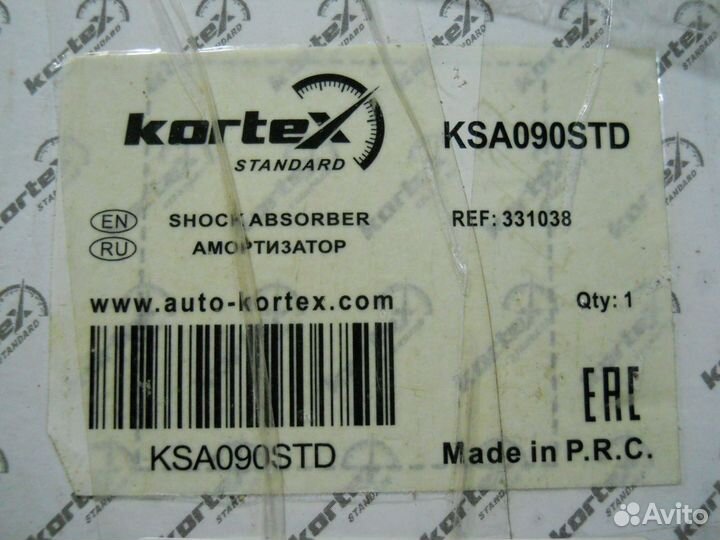 kortex
STANDARD
KSA090STD
EN SHOCK ABSORBER
REF: 331038
RU АМОРТИЗАТОР
www.auto-kortex.com
Qty: 1
KSA090STD
EAC
Made in P.R.C.
Avito